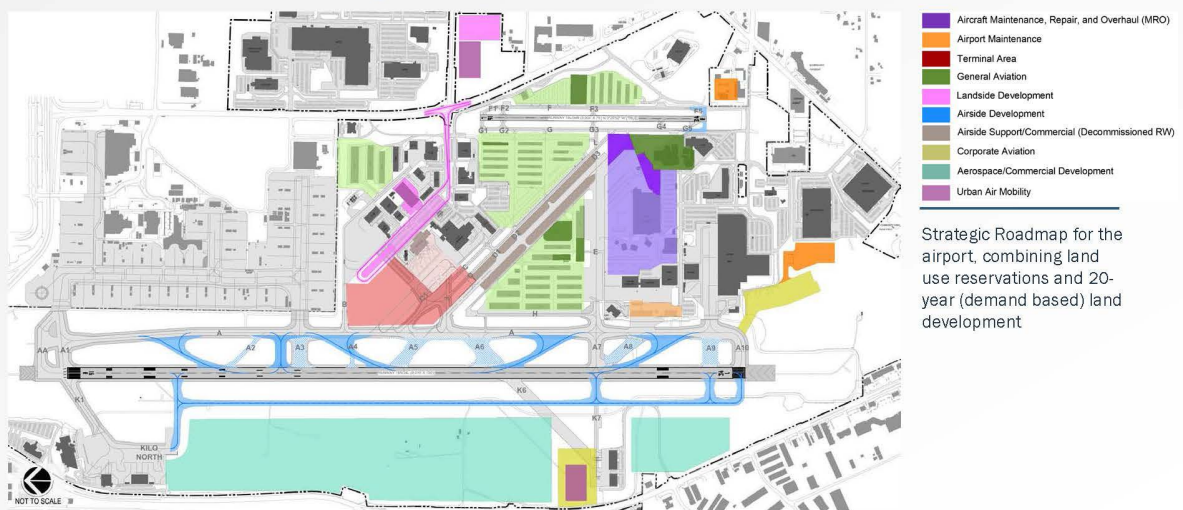 Aircraft Maintenance, Repair, and Overhaul (MRO)
Airport Maintenance
Terminal Area
General Aviation
Landside Development
Airside Development
Airside Support/Commercial (Decommissioned RW)
Corporate Aviation
Aerospace/Commercial Development
Urban Air Mobility
Strategic Roadmap for the
airport, combining land
use reservations and 20-
year (demand based) land
development
F1 F2 F F3 F5
G1 G2 G G3 G4 G5
E
B
H
A A
AA A1 A2 A3 A4 A5 A6 A7 A8 A9 A10
K1
K6
K7
KILO
NORTH
NOT TO SCALE